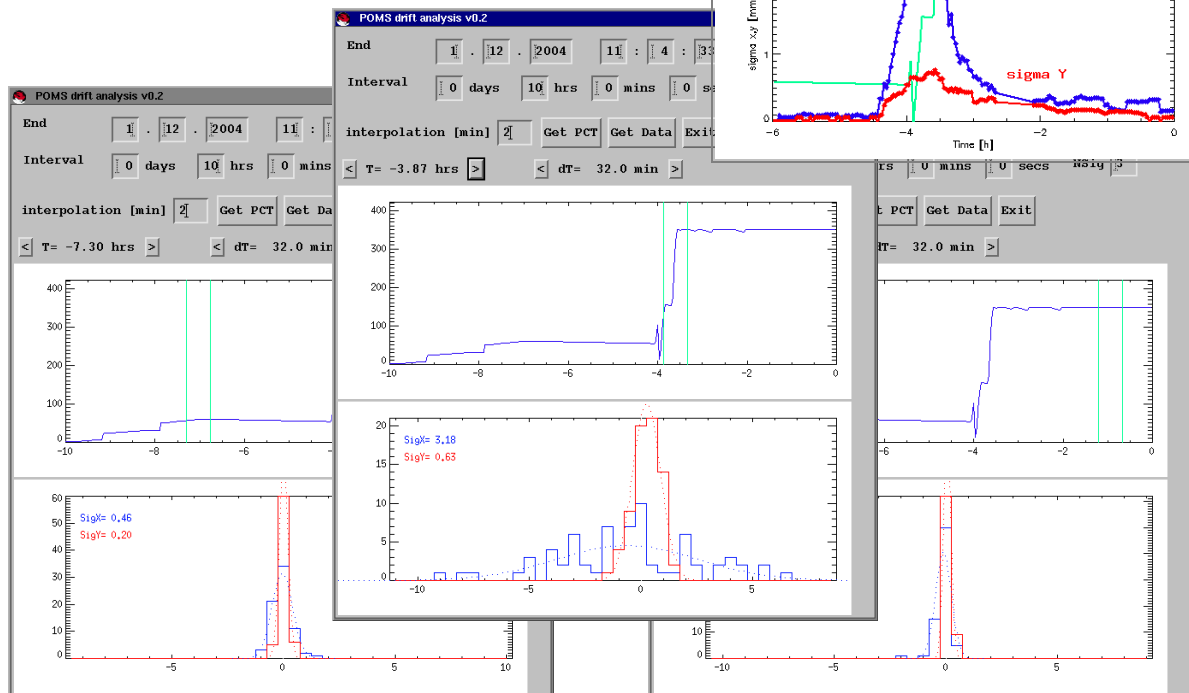 POMS drift analysis v0.2
End 1 . 12 . 2004 11 : 4 : 33
Interval 0 days 10 hrs 0 mins 0 se
interpolation [min] 2 Get PCT Get Data Exi
< T= -3.87 hrs > < dT= 32.0 min >
400
300
200
100
0
-10 -8 -6 -4 -2 0
20
15
10
5
0
SigX= 3.18
SigY= 0.63
-10 -5 0 5
sigma x,y [mm
1
0
sigma Y
-6 -4 -2 0
Time [h]
POMS drift analysis v0.2
End 1 . 12 . 2004 11 :
Interval 0 days 10 hrs 0 mins
interpolation [min] 2 Get PCT Get Da
< T= -7.30 hrs > < dT= 32.0 min
400
300
200
100
0
-10 -8 -6 -4
60
50
40
30
20
10
0
SigX= 0.46
SigY= 0.20
-5 0 5 10
rs 0 mins 0 secs NSig 3
t PCT Get Data Exit
dT= 32.0 min >
-6 -4 -2 0
10
0
-10 -5 0 5